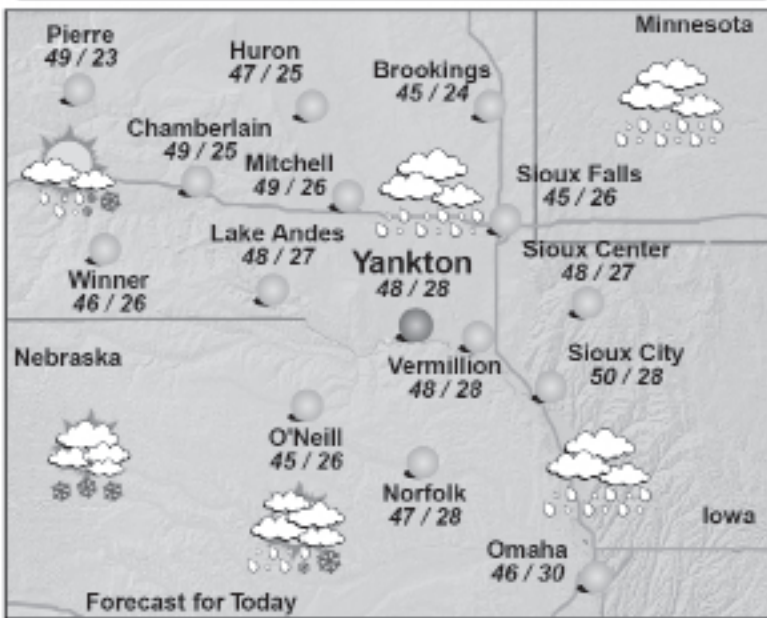 Minnesota
Pierre
49 / 23
Huron
47 / 25
Brookings
45 / 24
Chamberlain
49 / 25
Mitchell
49 / 26
Sioux Falls
45 / 26
Lake Andes
48 / 27
Yankton
48 / 28
Sioux Center
48 / 27
Winner
46 / 26
Nebraska
Vermillion
48 / 28
Sioux City
50 / 28
O'Neill
45 / 26
Norfolk
47 / 28
Iowa
Omaha
46 / 30
Forecast for Today